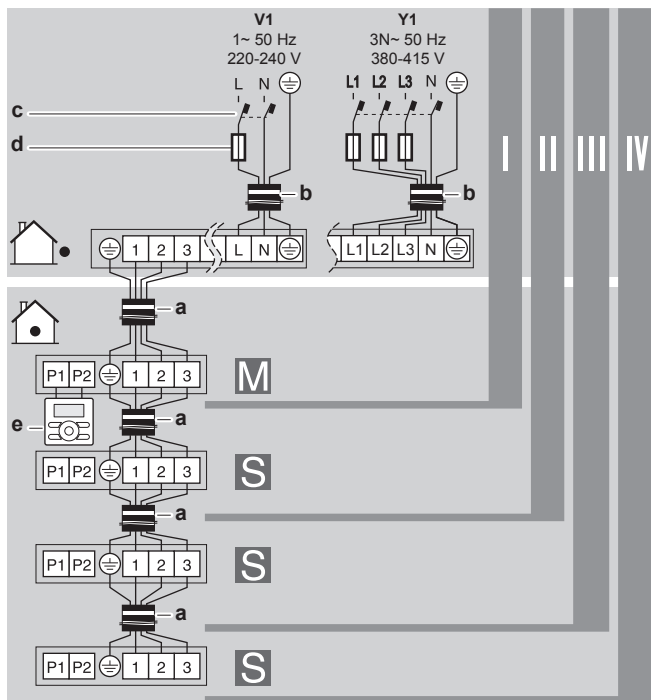 V1 Y1
1~ 50 Hz 3N~ 50 Hz
220-240 V 380-415 V
L N L1 L2 L3 N
c
d
I II III IV
b b
1 2 3 L N L1 L2 L3 N
a
P1 P2 1 2 3 M
e a
P1 P2 1 2 3 S
a
P1 P2 1 2 3 S
a
P1 P2 1 2 3 S